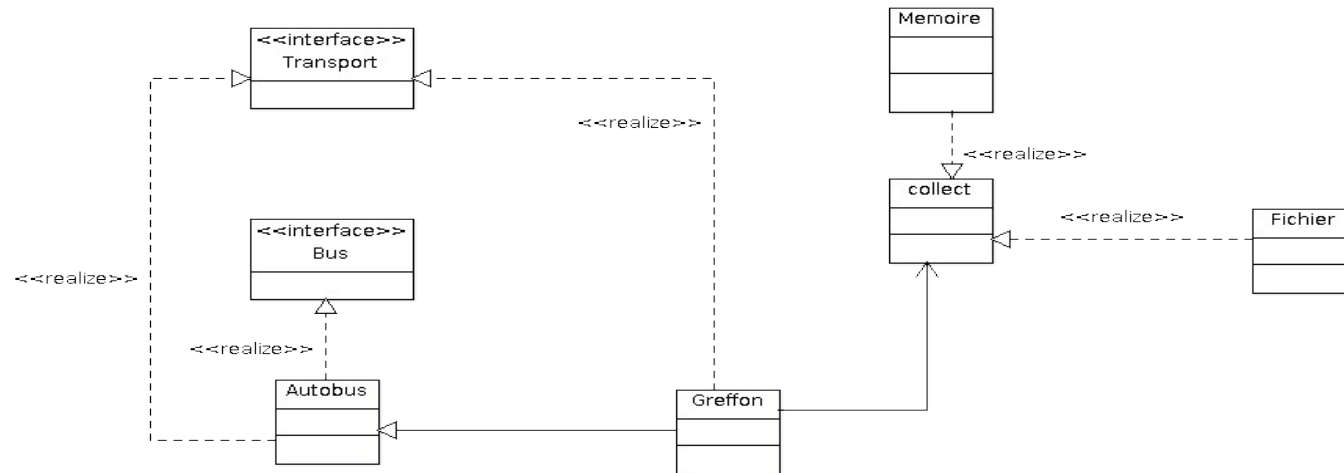 Memoire
<<interface>>
Transport
<<realize>>
<<realize>>
collect
<<realize>>
Fichier
<<interface>>
Bus
<<realize>>
<<realize>>
Autobus
Greffon